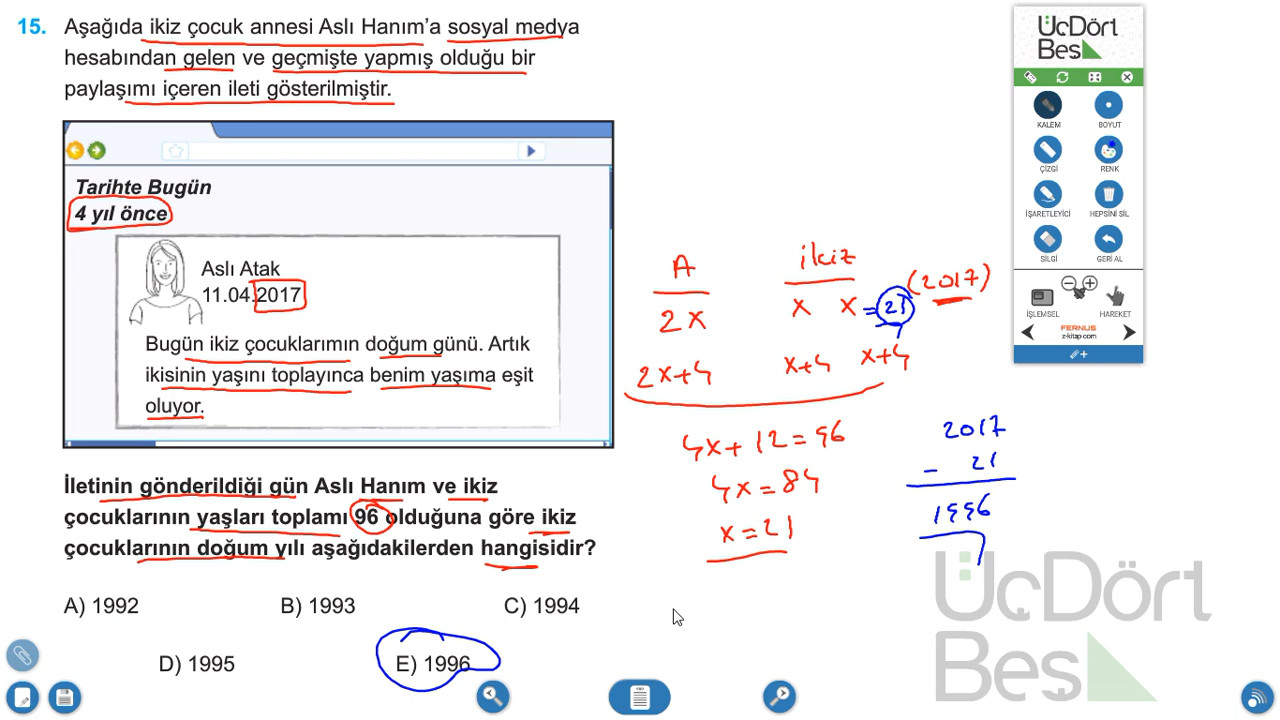 15. Aşağıda ikiz çocuk annesi Aslı Hanım'a sosyal medya
hesabından gelen ve geçmişte yapmış olduğu bir
paylaşımı içeren ileti gösterilmiştir.
Tarihte Bugün
4 yıl önce
Aslı Atak
11.04.2017
Bugün ikiz çocuklarımın doğum günü. Artık
ikisinin yaşını toplayınca benim yaşıma eşit
oluyor.
İletinin gönderildiği gün Aslı Hanım ve ikiz
çocuklarının yaşları toplamı 96 olduğuna göre ikiz
çocuklarının doğum yılı aşağıdakilerden hangisidir?
A) 1992 B) 1993 C) 1994
D) 1995 E) 1996
A ikiz (2017)
2x x x = 21
2x+4 x+4 x+4
4x+12=96
4x=84
x=21
2017
- 21
1996
ÜçDört
Beş
KALEM BOYUT
ÇİZGİ RENK
İŞARETLEYİCİ HEPSİNİ SİL
SİLGİ GERİ AL
İŞLEMSEL HAREKET
FERNUS
z-kitap.com
ÜçDört
Beş